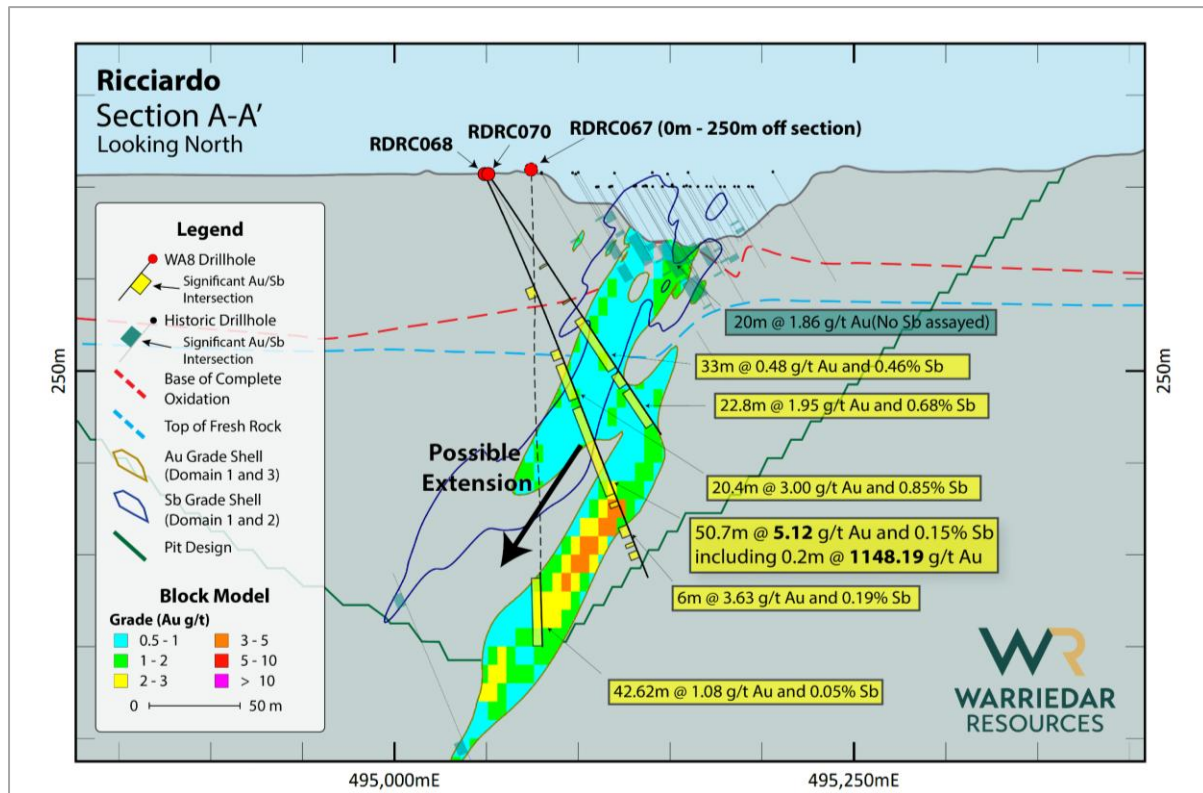 Ricciardo
Section A-A'
Looking North
RDRC068
RDRC070
RDRC067 (0m - 250m off section)
Legend
WA8 Drillhole
Significant Au/Sb
Intersection
Historic Drillhole
Significant Au/Sb
Intersection
Base of Complete
Oxidation
Top of Fresh Rock
Au Grade Shell
(Domain 1 and 3)
Sb Grade Shell
(Domain 1 and 2)
Pit Design
Block Model
Grade (Au g/t)
0.5 - 1
3 - 5
1 - 2
5 - 10
2 - 3
> 10
0
50 m
250m
250m
Possible
Extension
20m @ 1.86 g/t Au(No Sb assayed)
33m @ 0.48 g/t Au and 0.46% Sb
22.8m @ 1.95 g/t Au and 0.68% Sb
20.4m @ 3.00 g/t Au and 0.85% Sb
50.7m @ 5.12 g/t Au and 0.15% Sb
including 0.2m @ 1148.19 g/t Au
6m @ 3.63 g/t Au and 0.19% Sb
42.62m @ 1.08 g/t Au and 0.05% Sb
WR
WARRIEDAR
RESOURCES
495,000mE
495,250mE